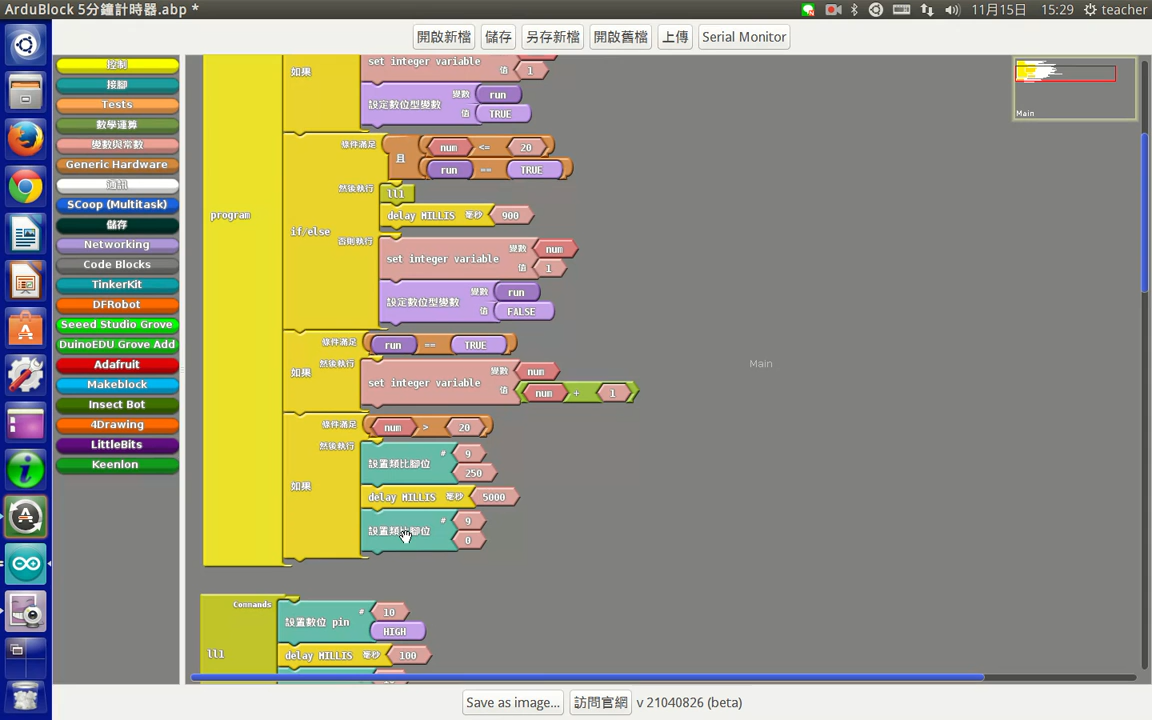 ArduBlock 5分鐘計時器.abp *
11月15日 15:29 teacher
開啟新檔 儲存 另存新檔 開啟舊檔 上傳 Serial Monitor
控制
接腳
Tests
數學運算
變數與常數
Generic Hardware
通訊
SCoop (Multitask)
儲存
Networking
Code Blocks
TinkerKit
DFRobot
Seeed Studio Grove
DuinoEDU Grove Add
Adafruit
Makeblock
Insect Bot
4Drawing
LittleBits
Keenlon
program
如果
set integer variable
值 1
設定數位型變數
變數 run
值 TRUE
if/else
條件滿足
且
num <= 20
run == TRUE
然後執行
ll1
delay MILLIS 毫秒 900
否則執行
set integer variable
變數 num
值 1
設定數位型變數
變數 run
值 FALSE
如果
條件滿足 run == TRUE
然後執行
set integer variable
變數 num
值 num + 1
如果
條件滿足 num > 20
然後執行
設置類比腳位
# 9
250
delay MILLIS 毫秒 5000
設置類比腳位
# 9
0
ll1
Commands
設置數位 pin
# 10
HIGH
delay MILLIS 毫秒 100
Main
Main
Save as image... 訪問官網 v 21040826 (beta)